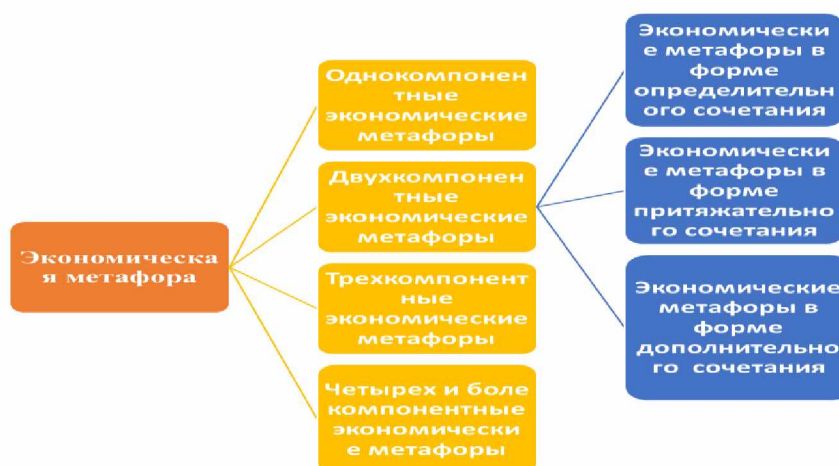 Экономическа
я метафора
Однокомпонен
тные
экономические
метафоры
Двухкомпонен
тные
экономические
метафоры
Трехкомпонент
ные
экономические
метафоры
Четырех и боле
компонентные
экономически
е метафоры
Экономически
е метафоры в
форме
определительн
ого сочетания
Экономически
е метафоры в
форме
притяжательно
го сочетания
Экономические
метафоры в
форме
дополнительно
го сочетания